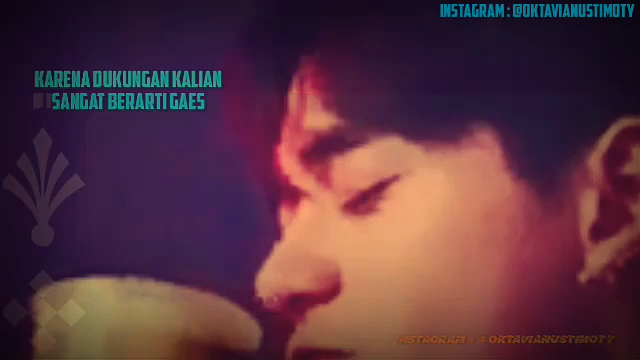 INSTAGRAM : @OKTAVIANUSTIMOTY
KARENA DUKUNGAN KALIAN
SANGAT BERARTI GAES
INSTAGRAM : @OKTAVIANUSTIMOTY